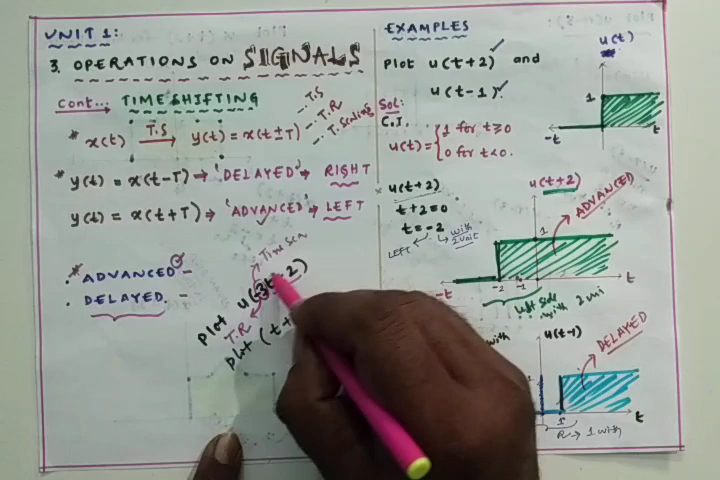 UNIT 1:
3. OPERATIONS ON SIGNALS
Cont... TIME SHIFTING
* x(t) T.S → y(t) = x(t±T)
T.S
T.R
T. Scaling
* y(t) = x(t-T) → 'DELAYED' → RIGHT
y(t) = x(t+T) → 'ADVANCED' → LEFT
* ADVANCED -
. DELAYED. -
Plot u(-3t-2)
T.R
plot (t+
EXAMPLES
Plot u(t+2) and
u(t-1).
Sol:
C.T.
u(t) = { 1 for t≥0
0 for t<0.
u(t)
1
-t
t
* u(t+2)
t+2=0
t=-2
LEFT
with
2 unit
u(t+2)
ADVANCED
1
-t
-2
-1
t
Left side
with 2 uni
with
u(t-1)
DELAYED
1
t
R → 1 with